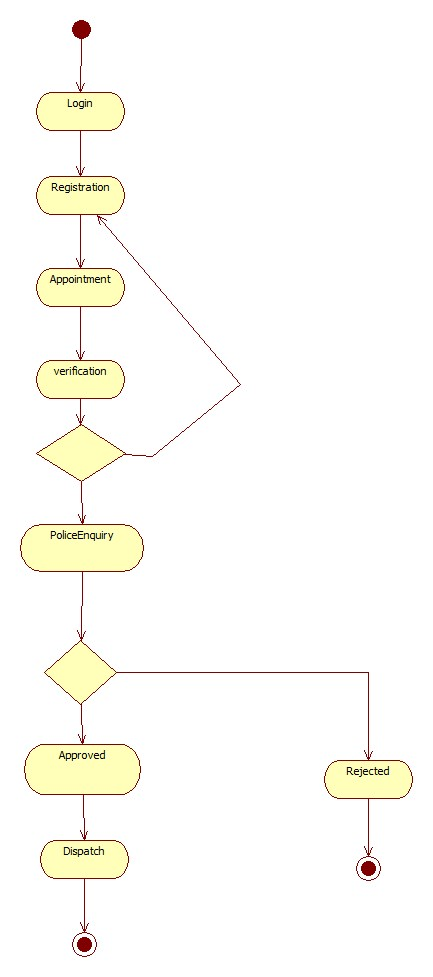 Login
Registration
Appointment
verification
PoliceEnquiry
Approved
Rejected
Dispatch